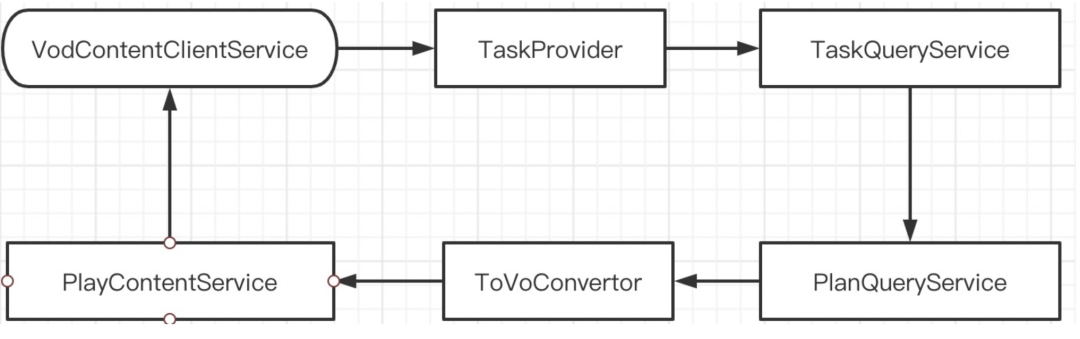 VodContentClientService
TaskProvider
TaskQueryService
PlayContentService
ToVoConvertor
PlanQueryService